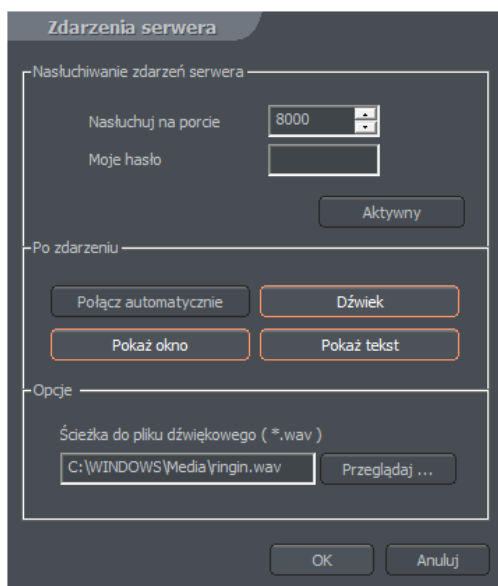 Zdarzenia serwera
Nasłuchiwanie zdarzeń serwera
Nasłuchuj na porcie 8000
Moje hasło
Aktywny
Po zdarzeniu
Połącz automatycznie Dźwiek
Pokaż okno Pokaż tekst
Opcje
Ścieżka do pliku dźwiękowego ( *.wav )
C:\WINDOWS\Media\ringin.wav Przeglądaj ...
OK Anuluj